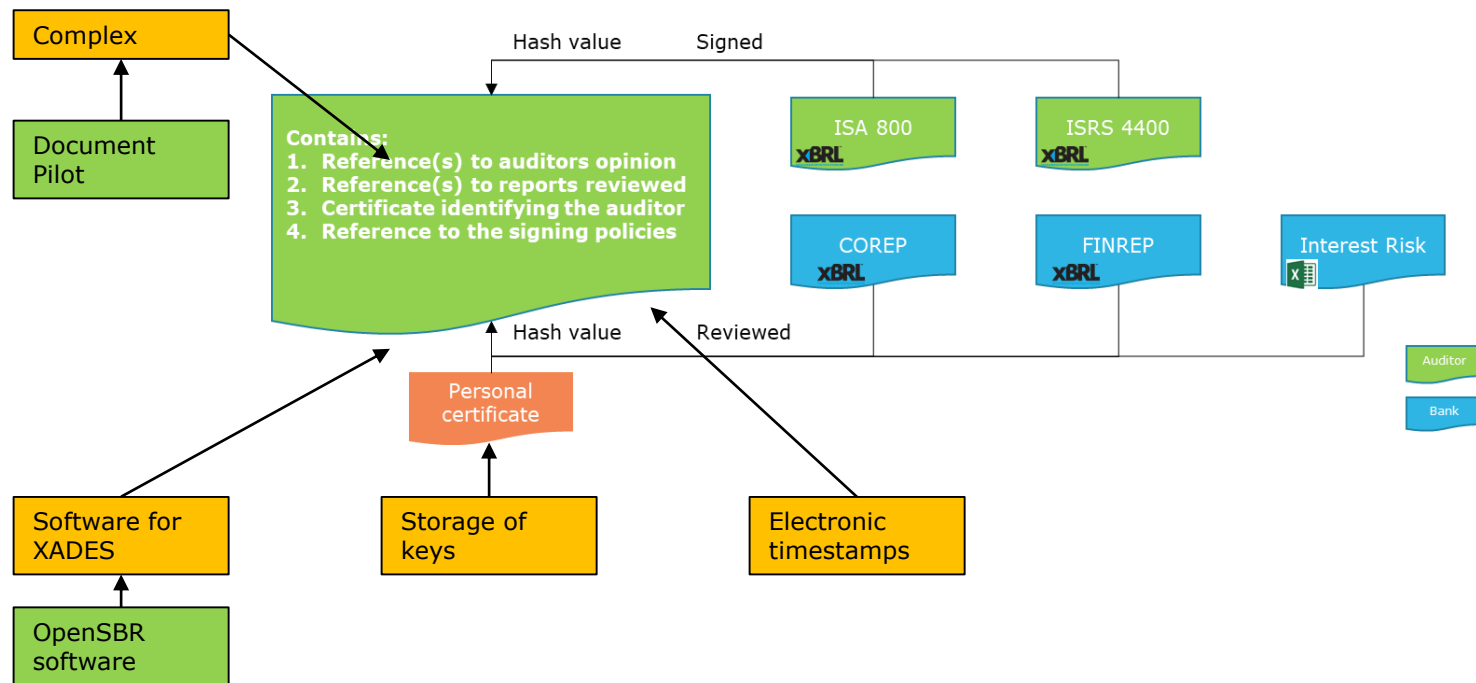 Complex
Document
Pilot
Hash value
Signed
Contains:
1. Reference(s) to auditors opinion
2. Reference(s) to reports reviewed
3. Certificate identifying the auditor
4. Reference to the signing policies
ISA 800
XBRL
ISRS 4400
XBRL
COREP
XBRL
FINREP
XBRL
Interest Risk
X
Hash value
Reviewed
Auditor
Bank
Personal
certificate
Software for
XADES
Storage of
keys
Electronic
timestamps
OpenSBR
software